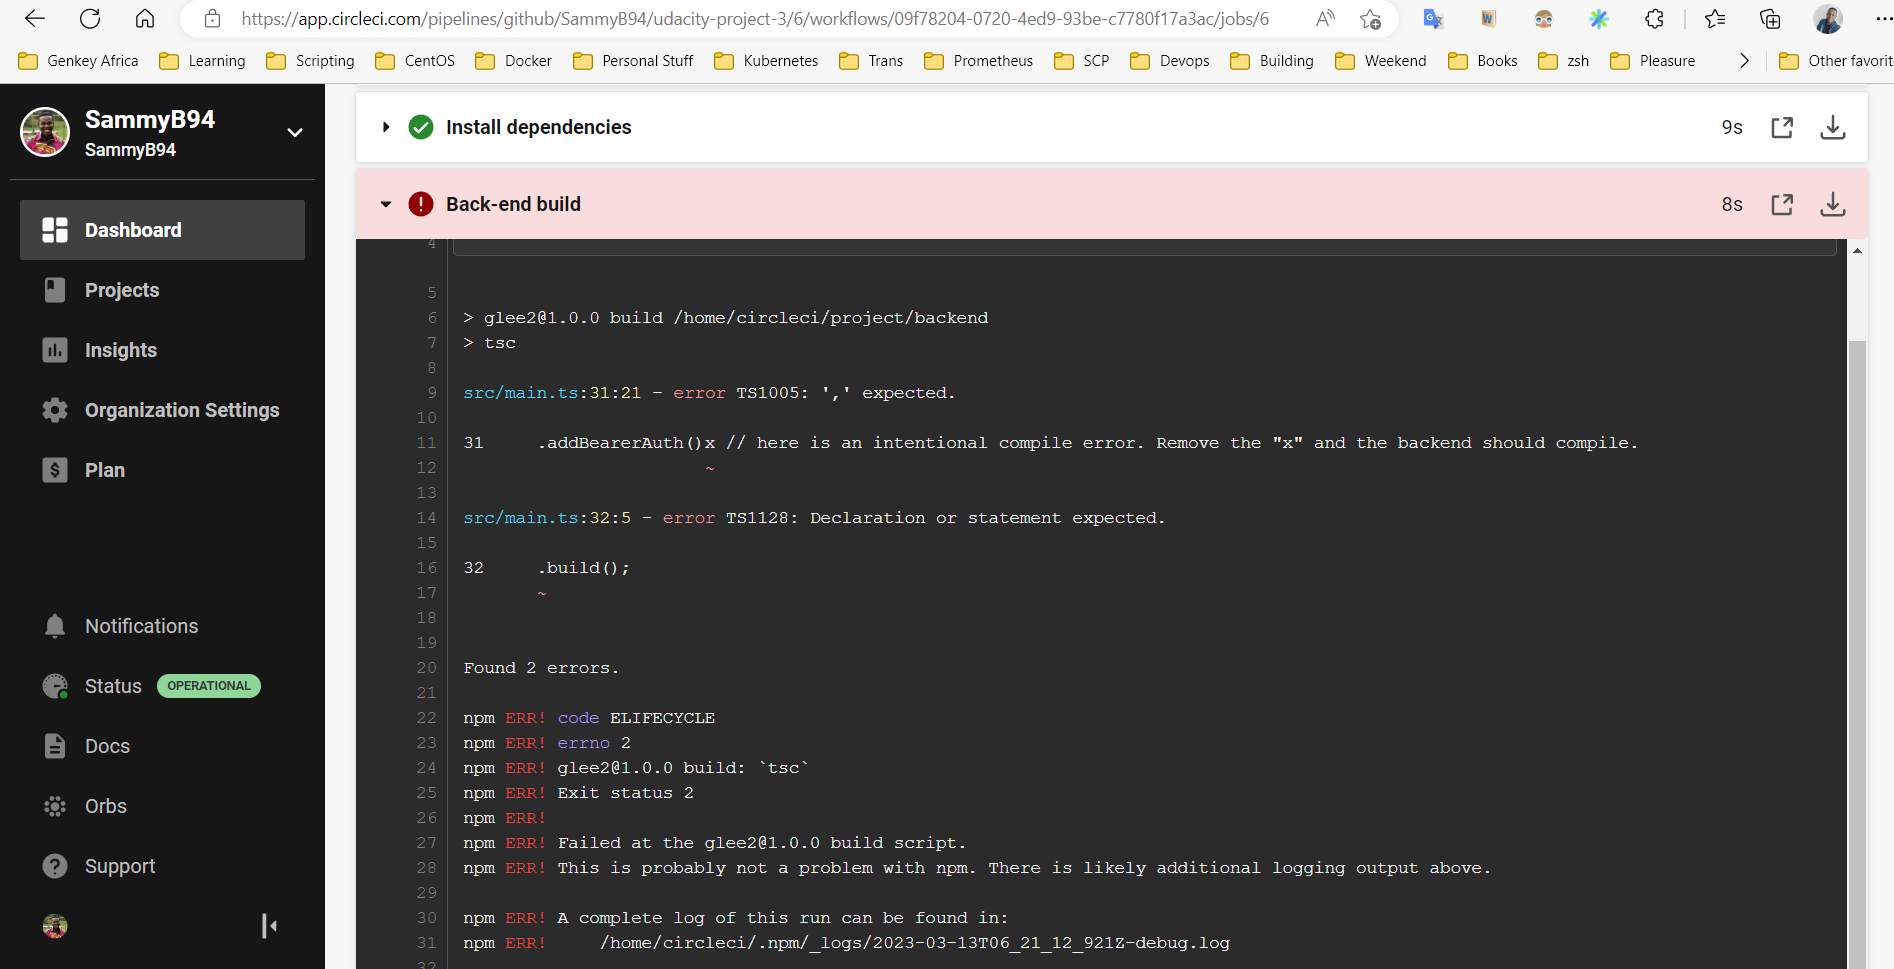 https://app.circleci.com/pipelines/github/SammyB94/udacity-project-3/6/workflows/09f78204-0720-4ed9-93be-c7780f17a3ac/jobs/6
Genkey Africa Learning Scripting CentOS Docker Personal Stuff Kubernetes Trans Prometheus SCP Devops Building Weekend Books zsh Pleasure Other favorit
SammyB94
SammyB94
Dashboard
Projects
Insights
Organization Settings
Plan
Notifications
Status OPERATIONAL
Docs
Orbs
Support
Install dependencies 9s
Back-end build 8s
4
5
6 > glee2@1.0.0 build /home/circleci/project/backend
7 > tsc
8
9 src/main.ts:31:21 - error TS1005: ',' expected.
10
11 31 .addBearerAuth()x // here is an intentional compile error. Remove the "x" and the backend should compile.
12 ~
13
14 src/main.ts:32:5 - error TS1128: Declaration or statement expected.
15
16 32 .build();
17 ~
18
19
20 Found 2 errors.
21
22 npm ERR! code ELIFECYCLE
23 npm ERR! errno 2
24 npm ERR! glee2@1.0.0 build: `tsc`
25 npm ERR! Exit status 2
26 npm ERR!
27 npm ERR! Failed at the glee2@1.0.0 build script.
28 npm ERR! This is probably not a problem with npm. There is likely additional logging output above.
29
30 npm ERR! A complete log of this run can be found in:
31 npm ERR! /home/circleci/.npm/_logs/2023-03-13T06_21_12_921Z-debug.log
32